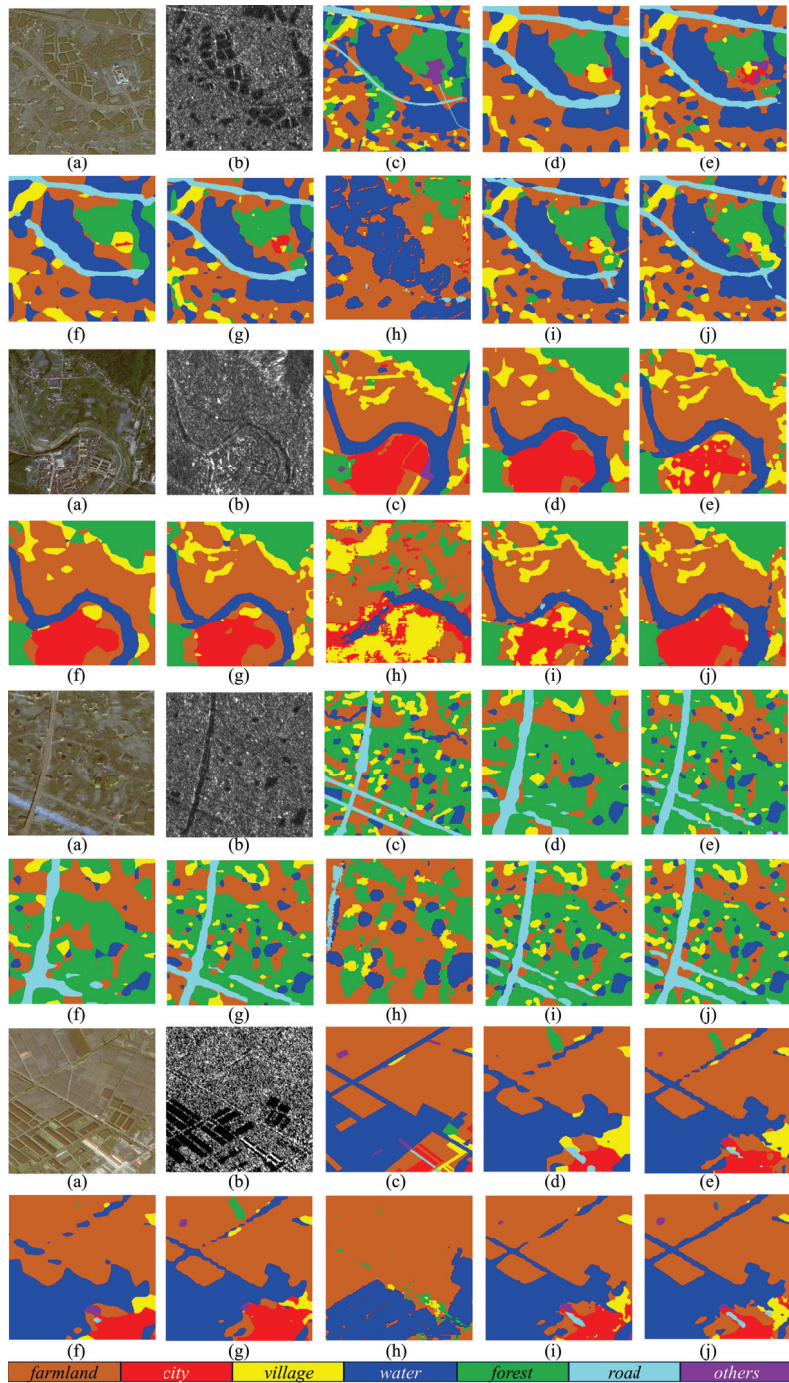 (a) (b) (c) (d) (e)
(f) (g) (h) (i) (j)
(a) (b) (c) (d) (e)
(f) (g) (h) (i) (j)
(a) (b) (c) (d) (e)
(f) (g) (h) (i) (j)
(a) (b) (c) (d) (e)
(f) (g) (h) (i) (j)
farmland city village water forest road others